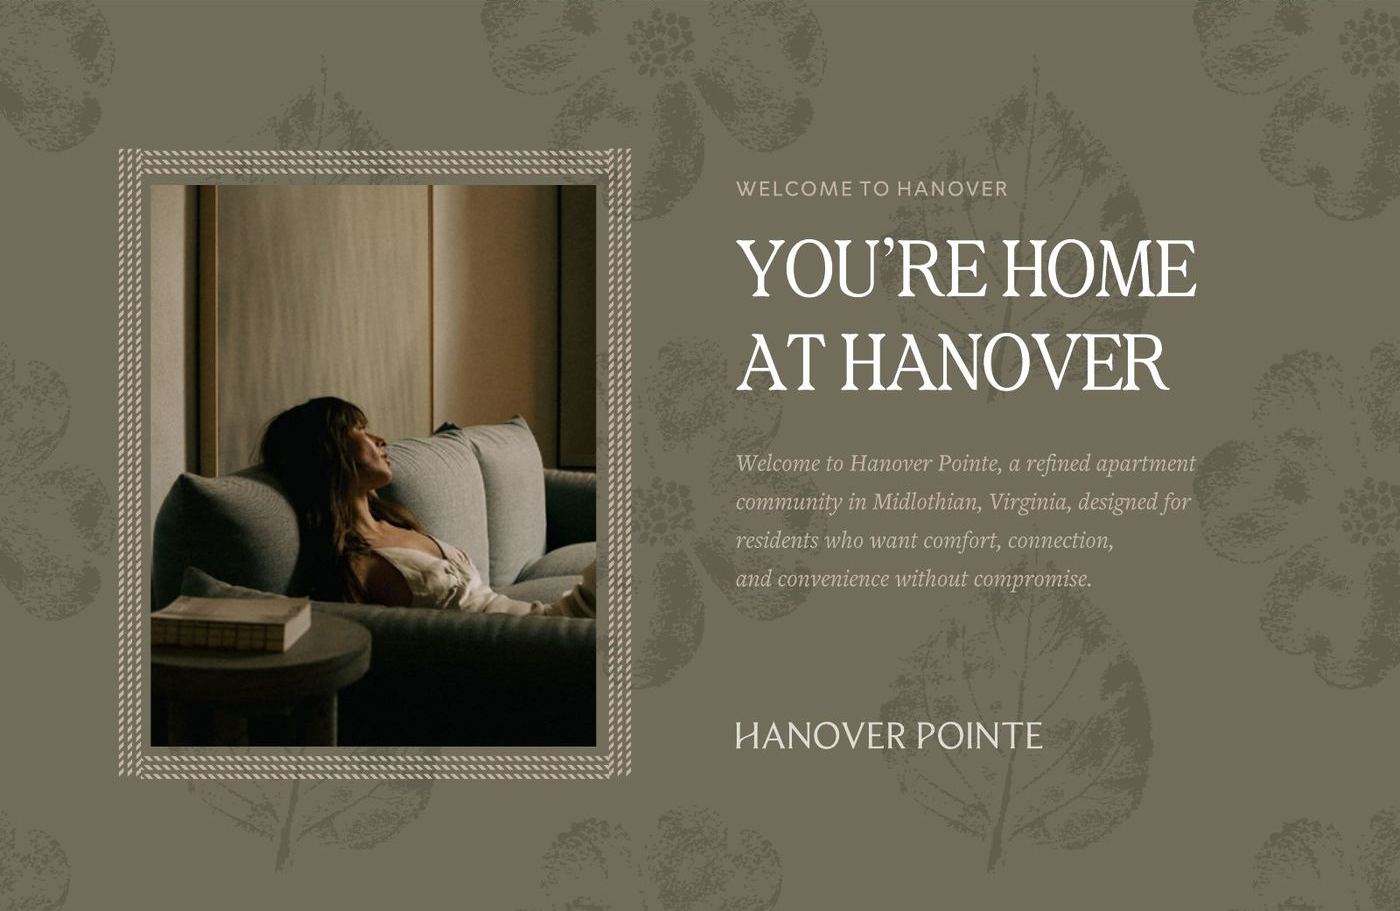 WELCOME TO HANOVER
YOU’RE HOME
AT HANOVER
Welcome to Hanover Pointe, a refined apartment
community in Midlothian, Virginia, designed for
residents who want comfort, connection,
and convenience without compromise.
HANOVER POINTE